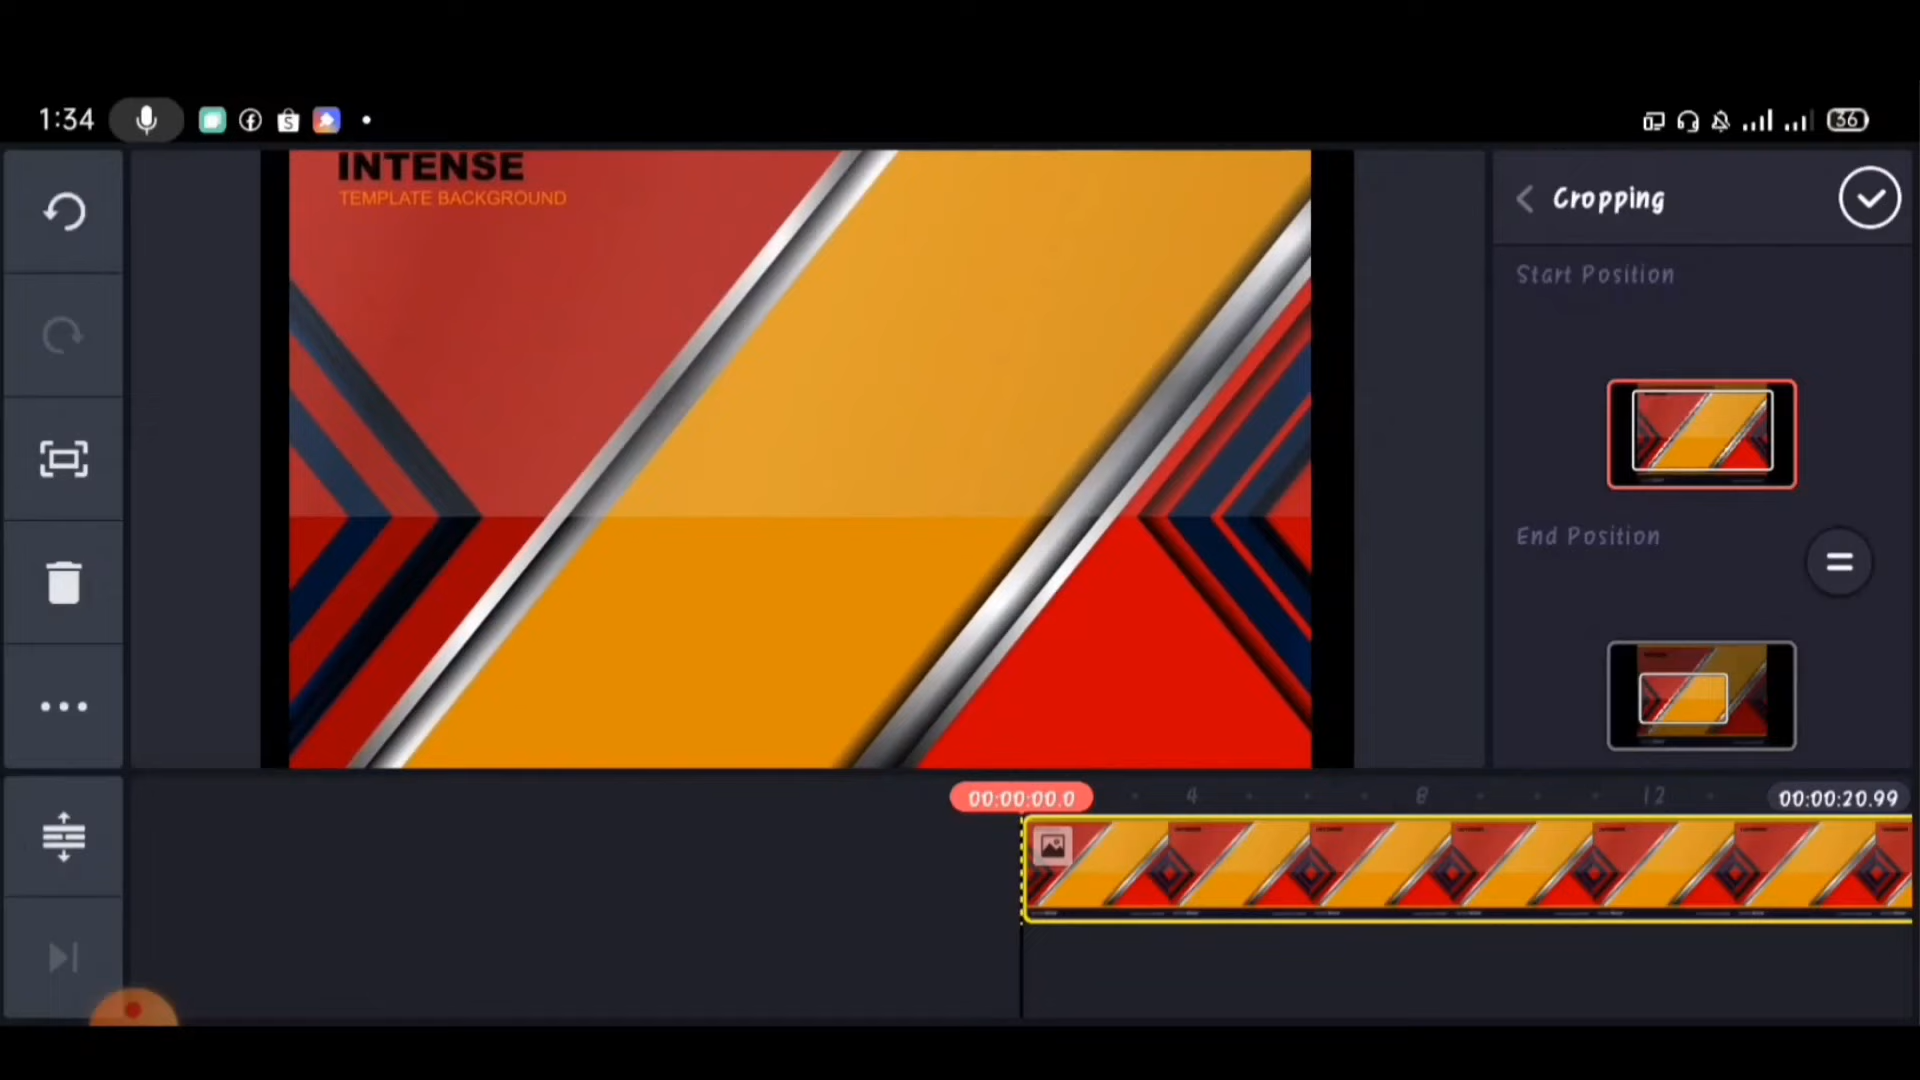 1:34
36
INTENSE
TEMPLATE BACKGROUND
Cropping
Start Position
End Position
00:00:00.0
4
8
12
00:00:20.99